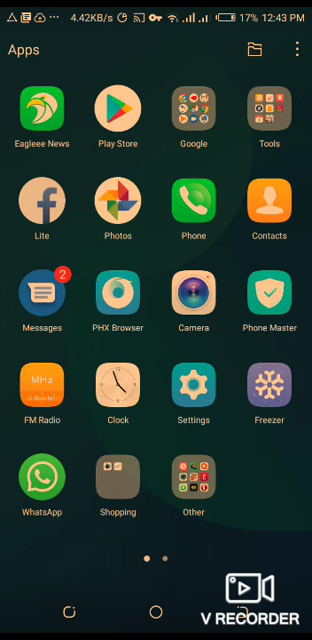 4.42KB/s 17% 12:43 PM
Apps
Eagleee News Play Store Google Tools
Lite Photos Phone Contacts
2
Messages PHX Browser Camera Phone Master
MHz
FM Radio Clock Settings Freezer
WhatsApp Shopping Other
V RECORDER